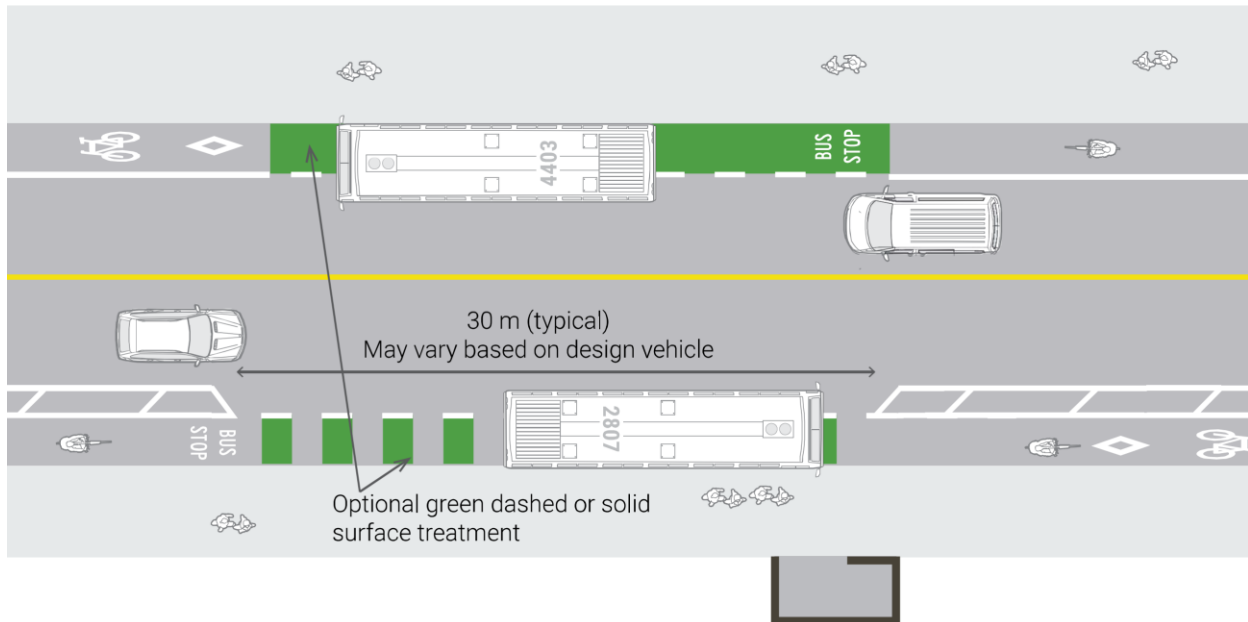 4403
BUS
STOP
30 m (typical)
May vary based on design vehicle
BUS
STOP
2807
Optional green dashed or solid
surface treatment